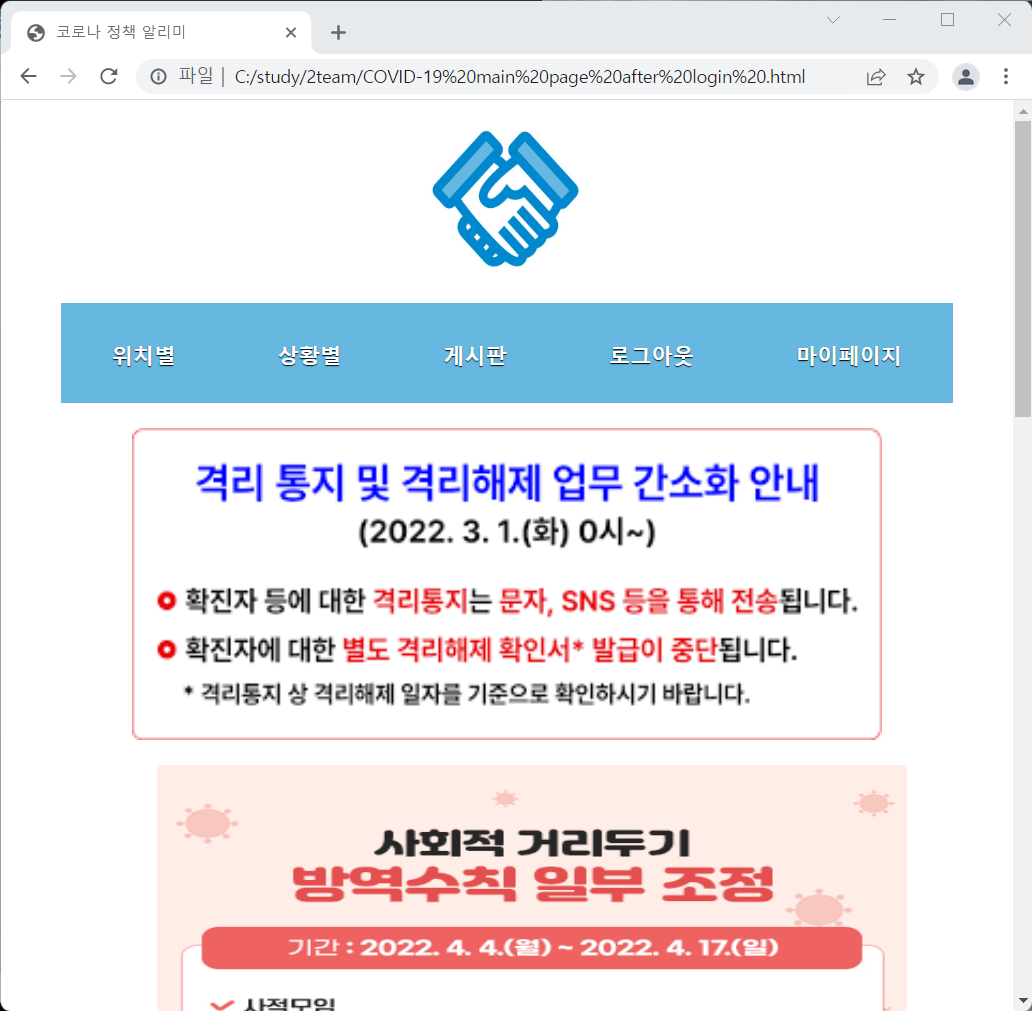 코로나 정책 알리미
파일 | C:/study/2team/COVID-19%20main%20page%20after%20login%20.html
위치별 상황별 게시판 로그아웃 마이페이지
격리 통지 및 격리해제 업무 간소화 안내
(2022. 3. 1.(화) 0시~)
확진자 등에 대한 격리통지는 문자, SNS 등을 통해 전송됩니다.
확진자에 대한 별도 격리해제 확인서* 발급이 중단됩니다.
* 격리통지 상 격리해제 일자를 기준으로 확인하시기 바랍니다.
사회적 거리두기
방역수칙 일부 조정
기간 : 2022. 4. 4.(월) ~ 2022. 4. 17.(일)
사적모임